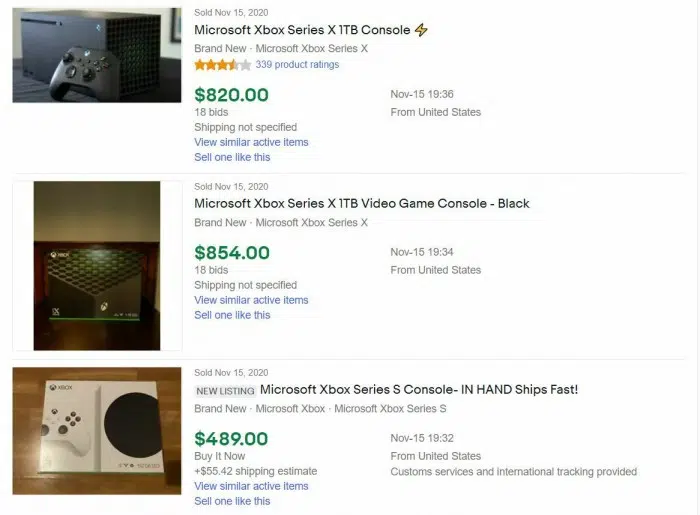 Sold Nov 15, 2020
Microsoft Xbox Series X 1TB Console ⚡
Brand New · Microsoft Xbox Series X
339 product ratings
$820.00
Nov-15 19:36
18 bids
From United States
Shipping not specified
View similar active items
Sell one like this
Sold Nov 15, 2020
Microsoft Xbox Series X 1TB Video Game Console - Black
Brand New · Microsoft Xbox Series X
XBOX
$854.00
Nov-15 19:34
18 bids
From United States
Shipping not specified
View similar active items
Sell one like this
Sold Nov 15, 2020
NEW LISTING Microsoft Xbox Series S Console- IN HAND Ships Fast!
Brand New · Microsoft Xbox · Microsoft Xbox Series S
XBOX
$489.00
Nov-15 19:32
Buy It Now
From United States
+$55.42 shipping estimate
Customs services and international tracking provided
View similar active items
Sell one like this